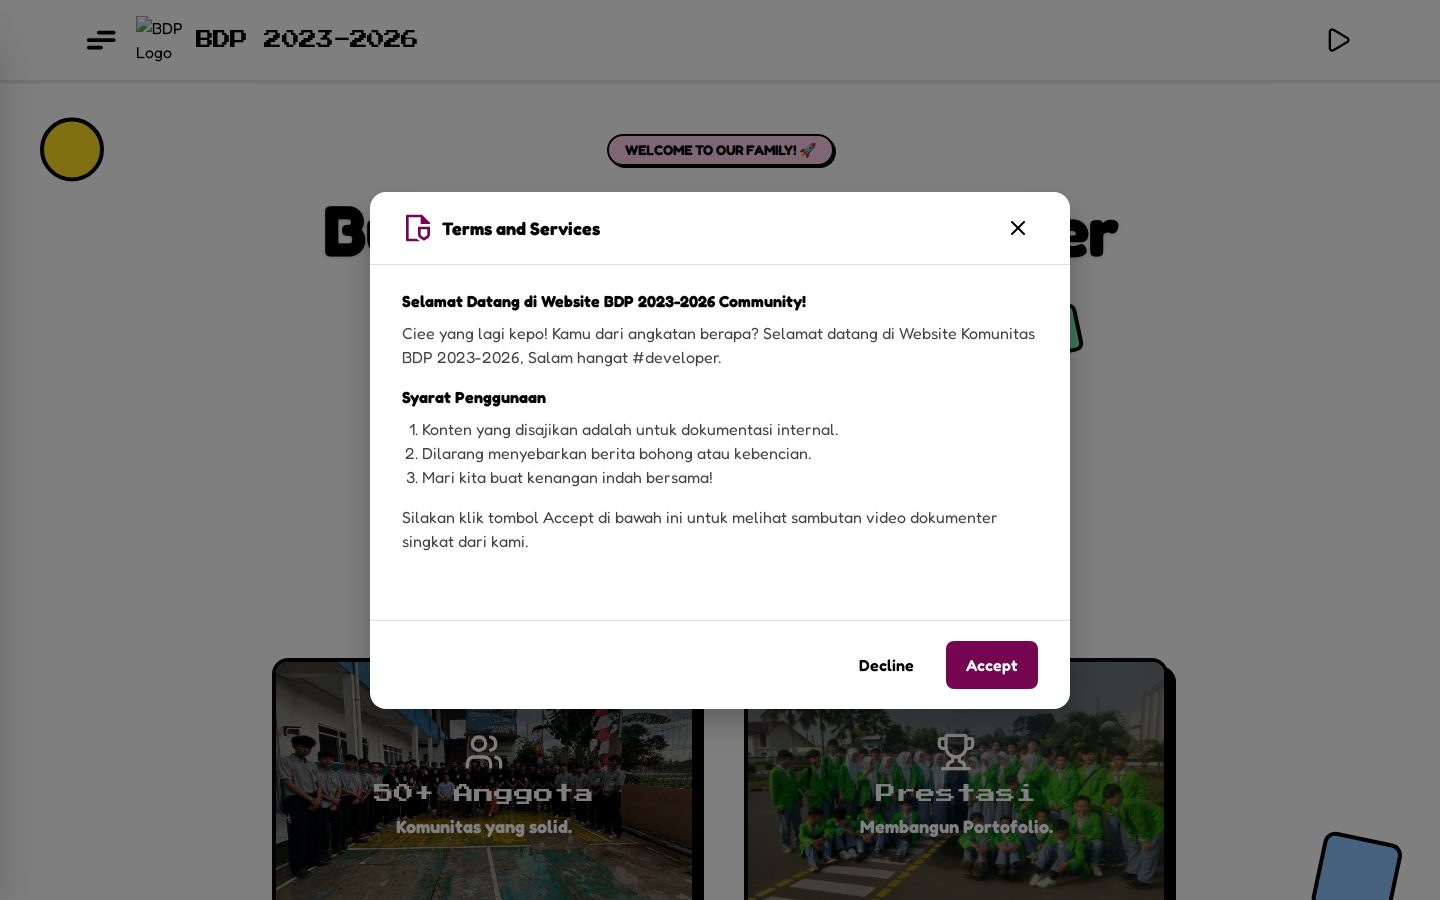 BDP Logo
BDP 2023-2026
WELCOME TO OUR FAMILY! 🚀
Terms and Services
Selamat Datang di Website BDP 2023-2026 Community!
Ciee yang lagi kepo! Kamu dari angkatan berapa? Selamat datang di Website Komunitas
BDP 2023-2026, Salam hangat #developer.
Syarat Penggunaan
1. Konten yang disajikan adalah untuk dokumentasi internal.
2. Dilarang menyebarkan berita bohong atau kebencian.
3. Mari kita buat kenangan indah bersama!
Silakan klik tombol Accept di bawah ini untuk melihat sambutan video dokumenter
singkat dari kami.
Decline
Accept
50+ Anggota
Komunitas yang solid.
Prestasi
Membangun Portofolio.